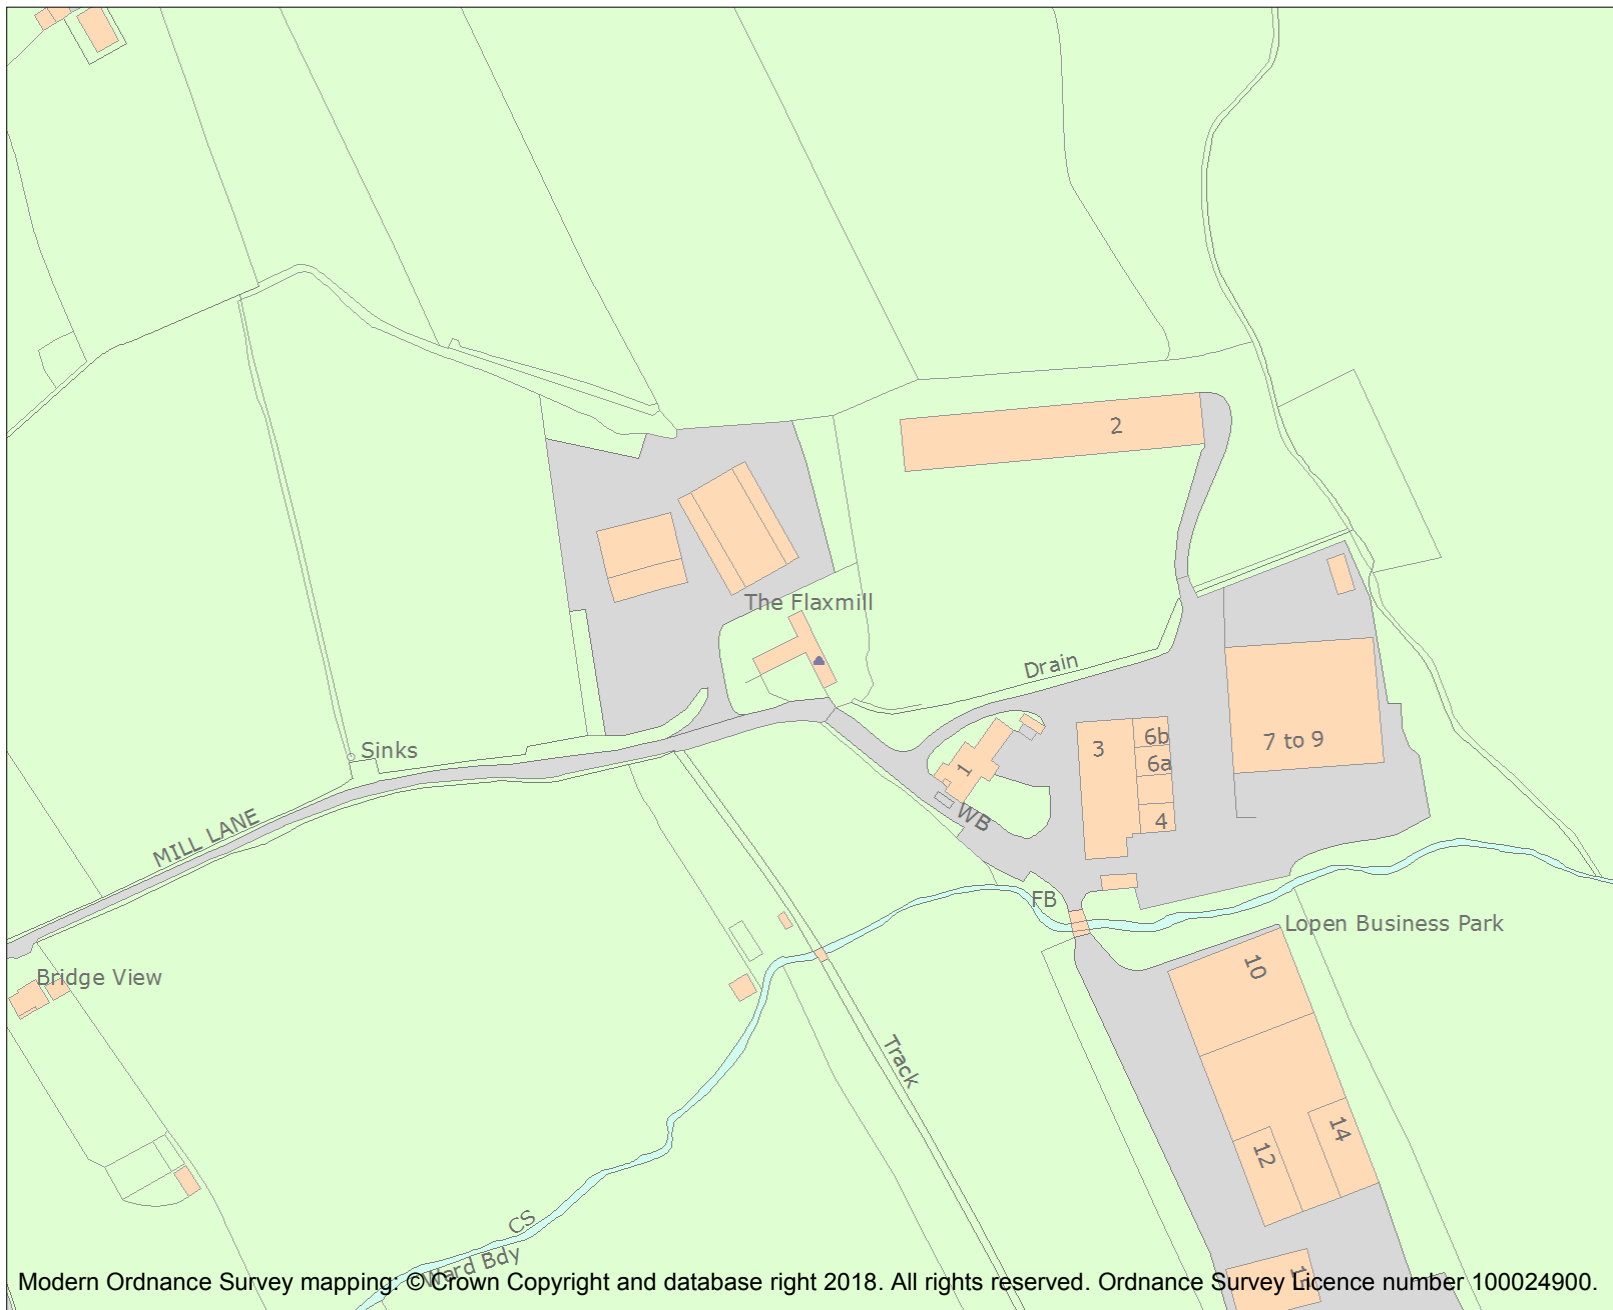 2
The Flaxmill
Drain
Sinks
1
3
6b
6a
4
7 to 9
WB
MILL LANE
FB
Lopen Business Park
10
Bridge View
Track
14
12
CS
Ward Bdy
Modern Ordnance Survey mapping: © Crown Copyright and database right 2018. All rights reserved. Ordnance Survey Licence number 100024900.